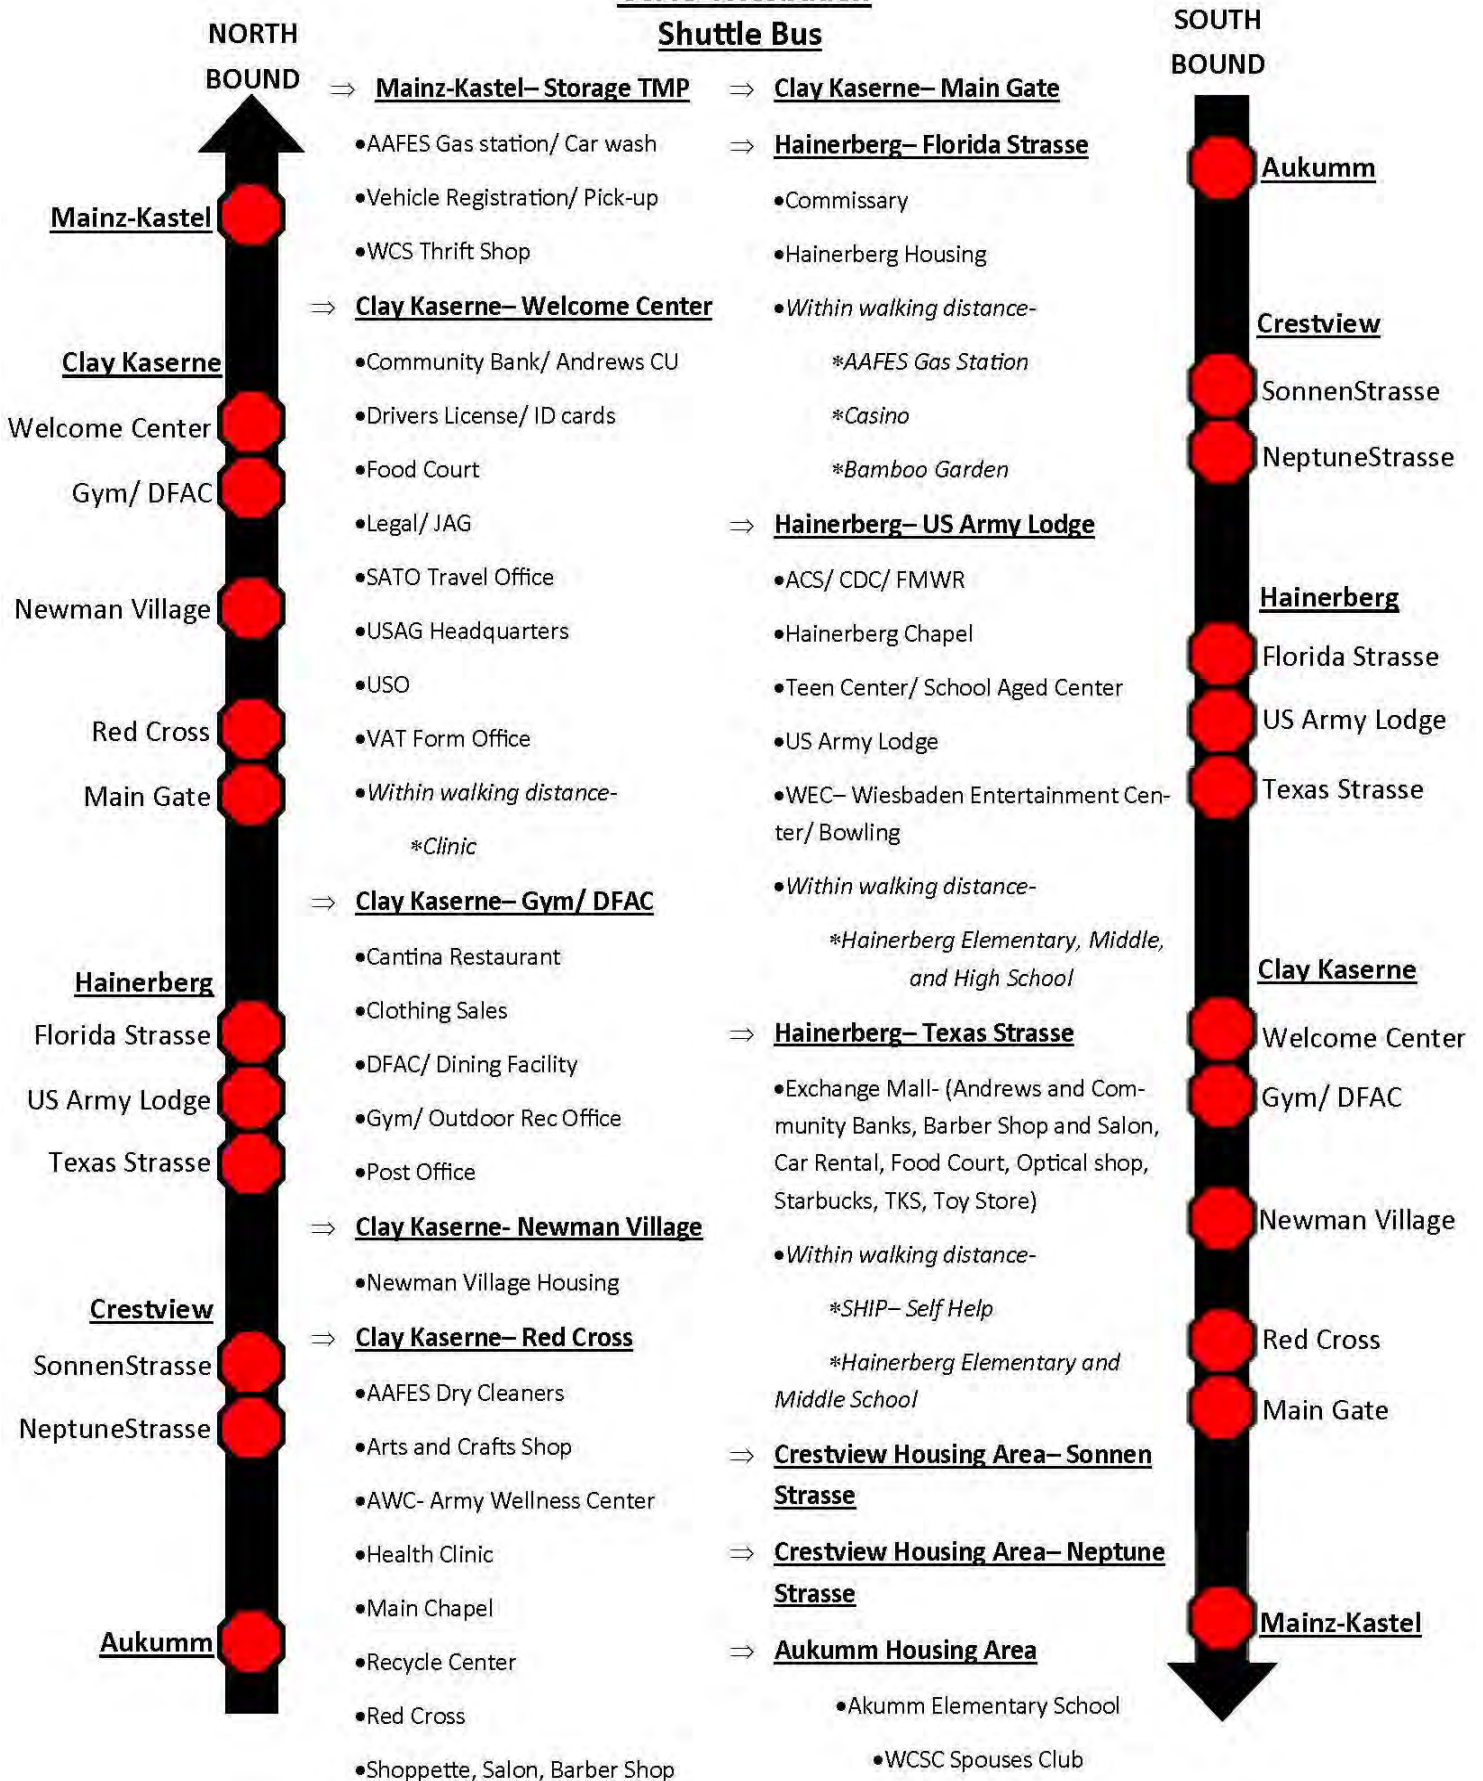 Shuttle Bus
NORTH
BOUND
Mainz-Kastel
Clay Kaserne
Welcome Center
Gym/ DFAC
Newman Village
Red Cross
Main Gate
Hainerberg
Florida Strasse
US Army Lodge
Texas Strasse
Crestview
SonnenStrasse
NeptuneStrasse
Aukumm
⇒ Mainz-Kastel– Storage TMP
•AAFES Gas station/ Car wash
•Vehicle Registration/ Pick-up
•WCS Thrift Shop
⇒ Clay Kaserne– Welcome Center
•Community Bank/ Andrews CU
•Drivers License/ ID cards
•Food Court
•Legal/ JAG
•SATO Travel Office
•USAG Headquarters
•USO
•VAT Form Office
•Within walking distance-
*Clinic
⇒ Clay Kaserne– Gym/ DFAC
•Cantina Restaurant
•Clothing Sales
•DFAC/ Dining Facility
•Gym/ Outdoor Rec Office
•Post Office
⇒ Clay Kaserne- Newman Village
•Newman Village Housing
⇒ Clay Kaserne– Red Cross
•AAFES Dry Cleaners
•Arts and Crafts Shop
•AWC- Army Wellness Center
•Health Clinic
•Main Chapel
•Recycle Center
•Red Cross
•Shoppette, Salon, Barber Shop
⇒ Clay Kaserne– Main Gate
⇒ Hainerberg– Florida Strasse
•Commissary
•Hainerberg Housing
•Within walking distance-
*AAFES Gas Station
*Casino
*Bamboo Garden
⇒ Hainerberg– US Army Lodge
•ACS/ CDC/ FMWR
•Hainerberg Chapel
•Teen Center/ School Aged Center
•US Army Lodge
•WEC– Wiesbaden Entertainment Cen-
ter/ Bowling
•Within walking distance-
*Hainerberg Elementary, Middle,
and High School
⇒ Hainerberg– Texas Strasse
•Exchange Mall- (Andrews and Com-
munity Banks, Barber Shop and Salon,
Car Rental, Food Court, Optical shop,
Starbucks, TKS, Toy Store)
•Within walking distance-
*SHIP– Self Help
*Hainerberg Elementary and
Middle School
⇒ Crestview Housing Area– Sonnen
Strasse
⇒ Crestview Housing Area– Neptune
Strasse
⇒ Aukumm Housing Area
•Akumm Elementary School
•WCSC Spouses Club
SOUTH
BOUND
Aukumm
Crestview
SonnenStrasse
NeptuneStrasse
Hainerberg
Florida Strasse
US Army Lodge
Texas Strasse
Clay Kaserne
Welcome Center
Gym/ DFAC
Newman Village
Red Cross
Main Gate
Mainz-Kastel